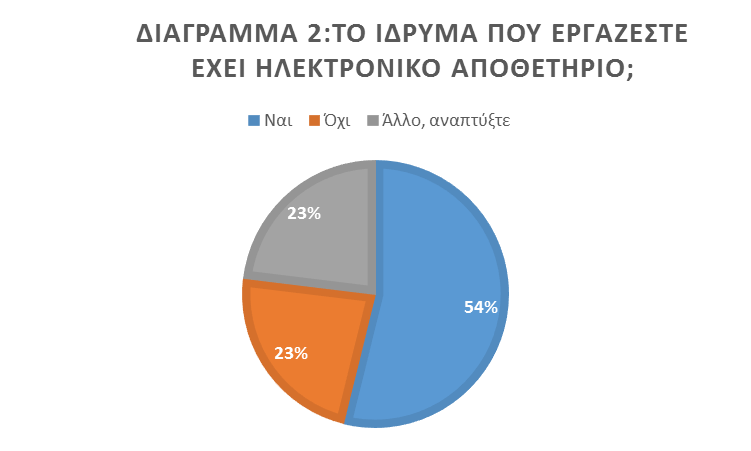 ΔΙΑΓΡΑΜΜΑ 2:ΤΟ ΙΔΡΥΜΑ ΠΟΥ ΕΡΓΑΖΕΣΤΕ
ΕΧΕΙ ΗΛΕΚΤΡΟΝΙΚΟ ΑΠΟΘΕΤΗΡΙΟ;
Ναι Όχι Άλλο, αναπτύξτε
23%
54%
23%